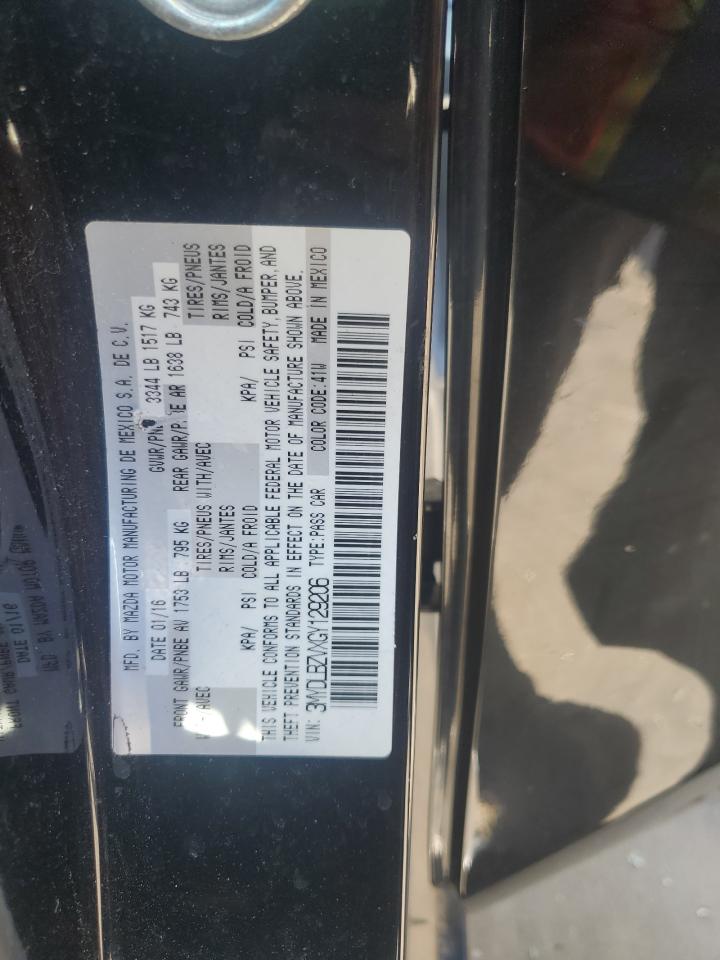 MFD. BY MAZDA MOTOR MANUFACTURING DE MEXICO S.A. DE C.V.
DATE 01/16 GVWR/PNBV 3344 LB 1517 KG
FRONT GAWR/PNBE AV 1753 LB 795 KG REAR GAWR/P. E AR 1638 LB 743 KG
AVEC TIRES/PNEUS WITH/AVEC TIRES/PNEUS
RIMS/JANTES RIMS/JANTES
KPA/ PSI COLD/A FROID KPA/ PSI COLD/A FROID
THIS VEHICLE CONFORMS TO ALL APPLICABLE FEDERAL MOTOR VEHICLE SAFETY, BUMPER, AND
THEFT PREVENTION STANDARDS IN EFFECT ON THE DATE OF MANUFACTURE SHOWN ABOVE.
VIN: 3MYDLBZVXGY129206 TYPE:PASS CAR COLOR CODE:41W MADE IN MEXICO